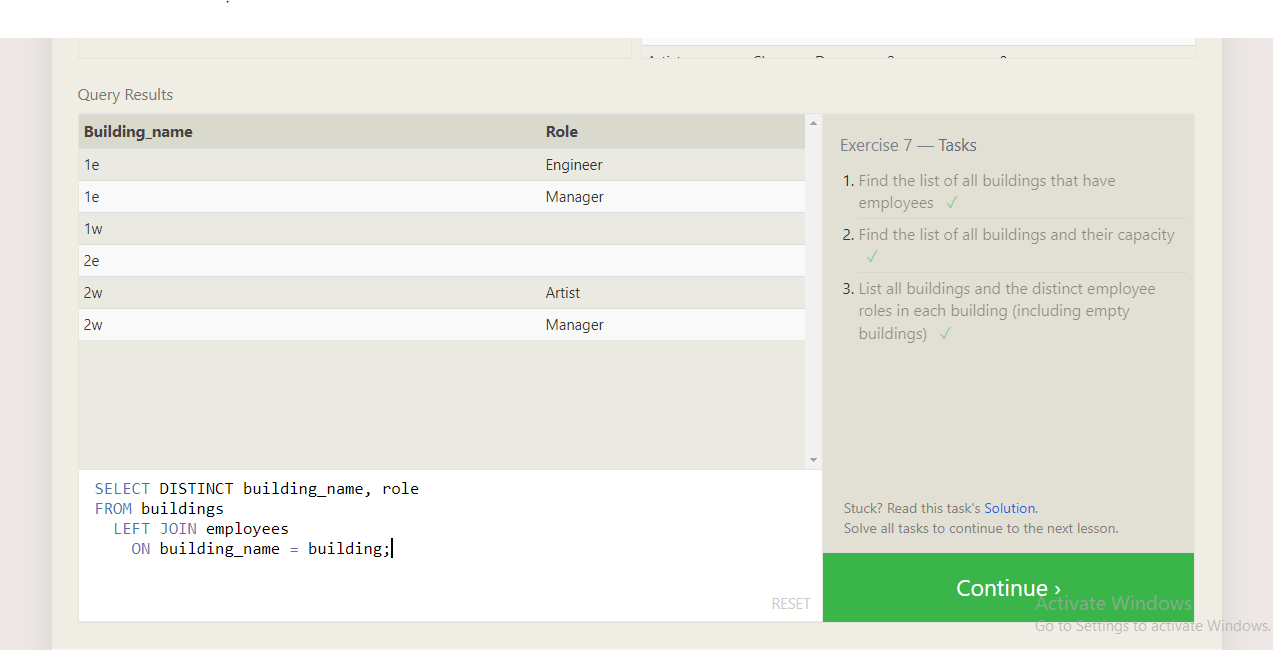 Query Results
Building_name Role
1e Engineer
1e Manager
1w
2e
2w Artist
2w Manager
Exercise 7 — Tasks
1. Find the list of all buildings that have
employees ✓
2. Find the list of all buildings and their capacity
✓
3. List all buildings and the distinct employee
roles in each building (including empty
buildings) ✓
SELECT DISTINCT building_name, role
FROM buildings
LEFT JOIN employees
ON building_name = building;
RESET
Stuck? Read this task's Solution.
Solve all tasks to continue to the next lesson.
Continue ›
Activate Windows
Go to Settings to activate Windows.